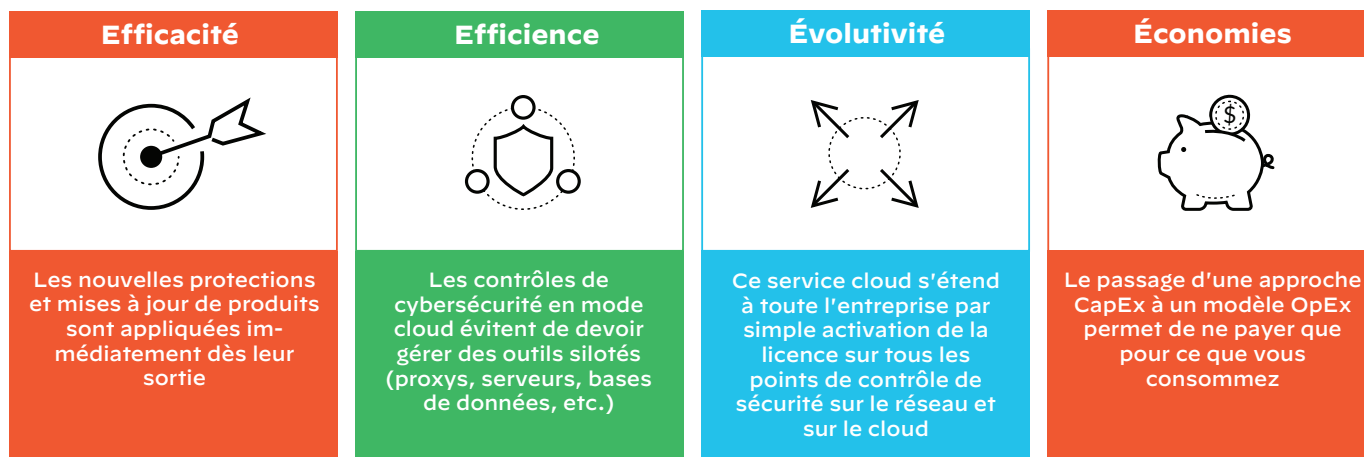 Efficacité
Les nouvelles protections
et mises à jour de produits
sont appliquées im-
médiatement dès leur
sortie
Efficience
Les contrôles de
cybersécurité en mode
cloud évitent de devoir
gérer des outils silotés
(proxys, serveurs, bases
de données, etc.)
Évolutivité
Ce service cloud s'étend
à toute l'entreprise par
simple activation de la
licence sur tous les
points de contrôle de
sécurité sur le réseau et
sur le cloud
Économies
$
Le passage d'une approche
CapEx à un modèle OpEx
permet de ne payer que
pour ce que vous
consommez